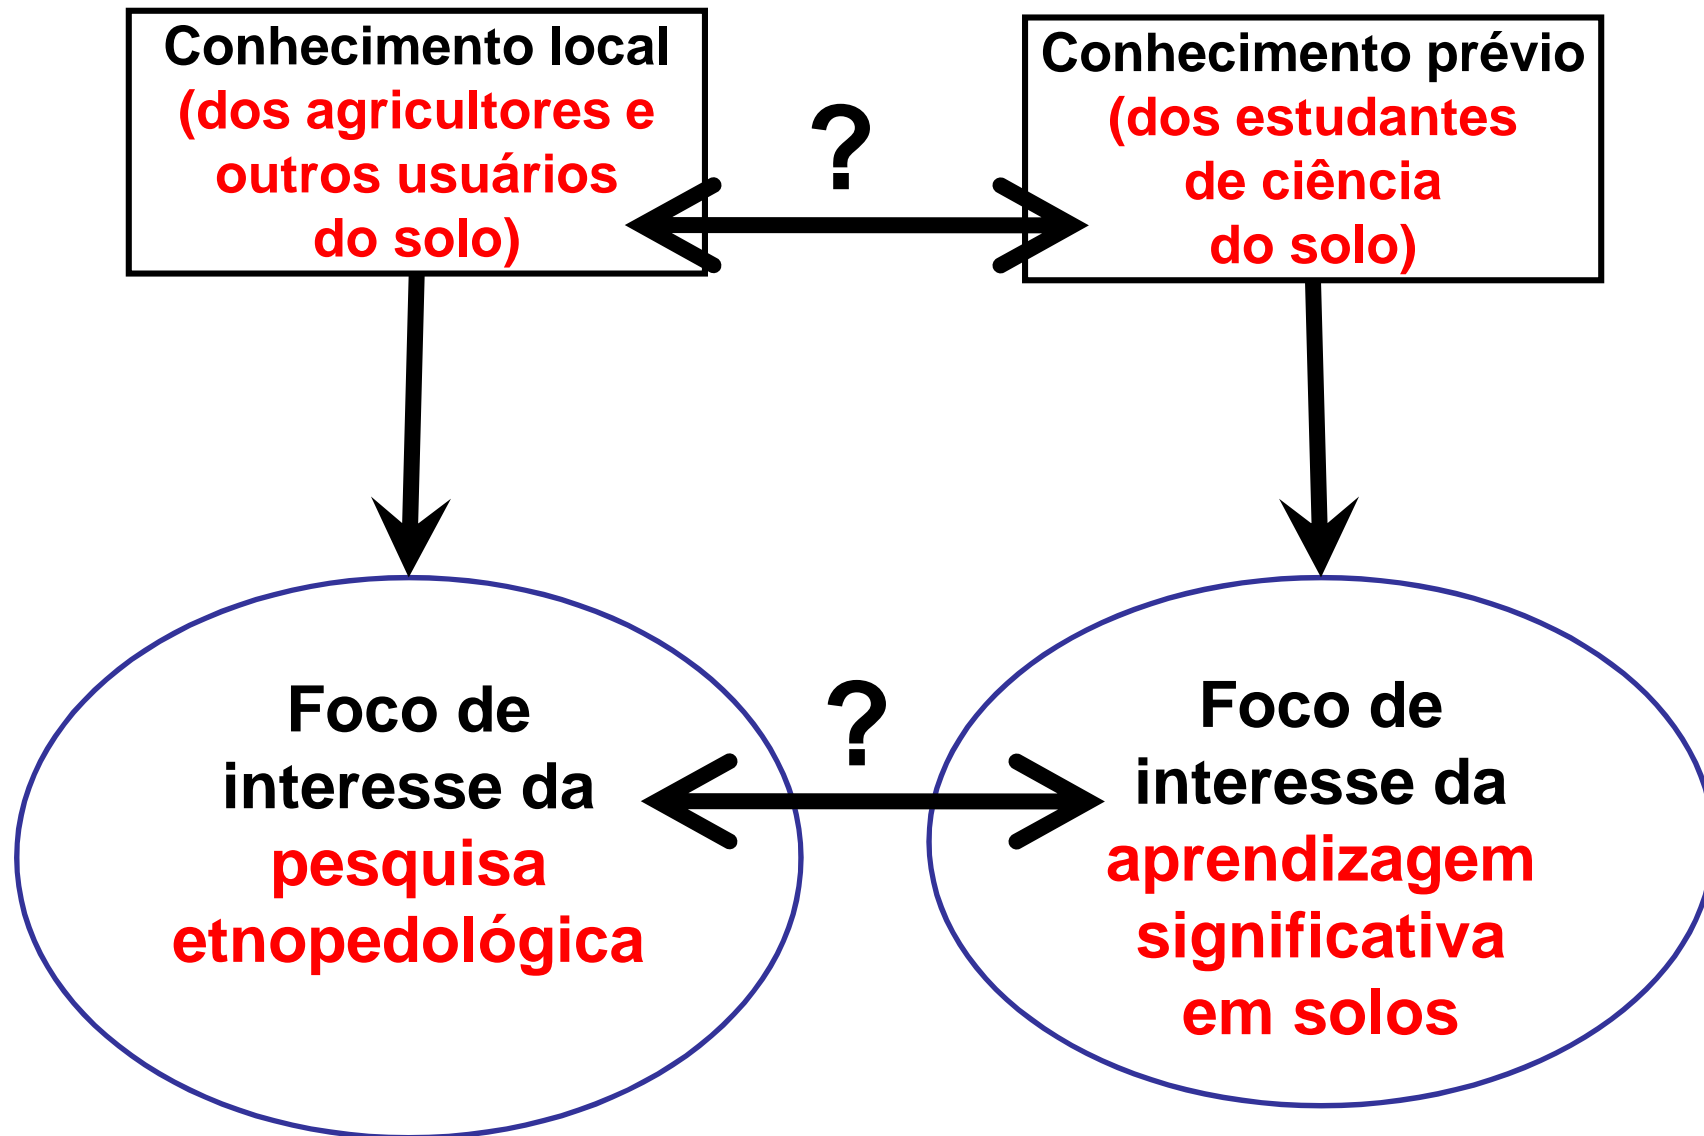 Conhecimento local
(dos agricultores e
outros usuários
do solo)
?
Conhecimento prévio
(dos estudantes
de ciência
do solo)
Foco de
interesse da
pesquisa
etnopedológica
?
Foco de
interesse da
aprendizagem
significativa
em solos